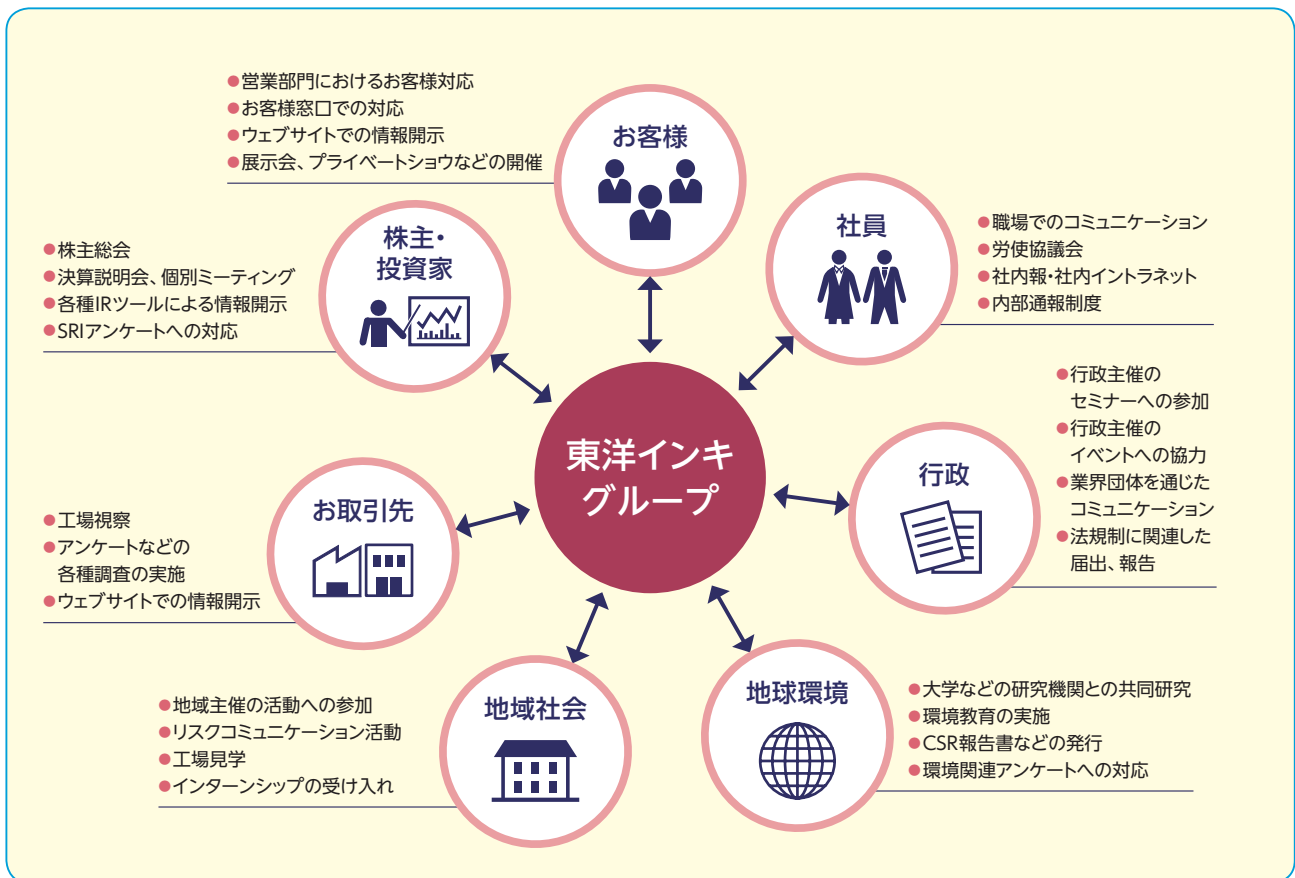 お客様
●営業部門におけるお客様対応
●お客様窓口での対応
●ウェブサイトでの情報開示
●展示会、プライベートショウなどの開催
社員
●職場でのコミュニケーション
●労使協議会
●社内報・社内イントラネット
●内部通報制度
株主・
投資家
●株主総会
●決算説明会、個別ミーティング
●各種IRツールによる情報開示
●SRIアンケートへの対応
東洋インキ
グループ
行政
●行政主催の
セミナーへの参加
●行政主催の
イベントへの協力
●業界団体を通じた
コミュニケーション
●法規制に関連した
届出、報告
お取引先
●工場視察
●アンケートなどの
各種調査の実施
●ウェブサイトでの情報開示
地域社会
●地域主催の活動への参加
●リスクコミュニケーション活動
●工場見学
●インターンシップの受け入れ
地球環境
●大学などの研究機関との共同研究
●環境教育の実施
●CSR報告書などの発行
●環境関連アンケートへの対応